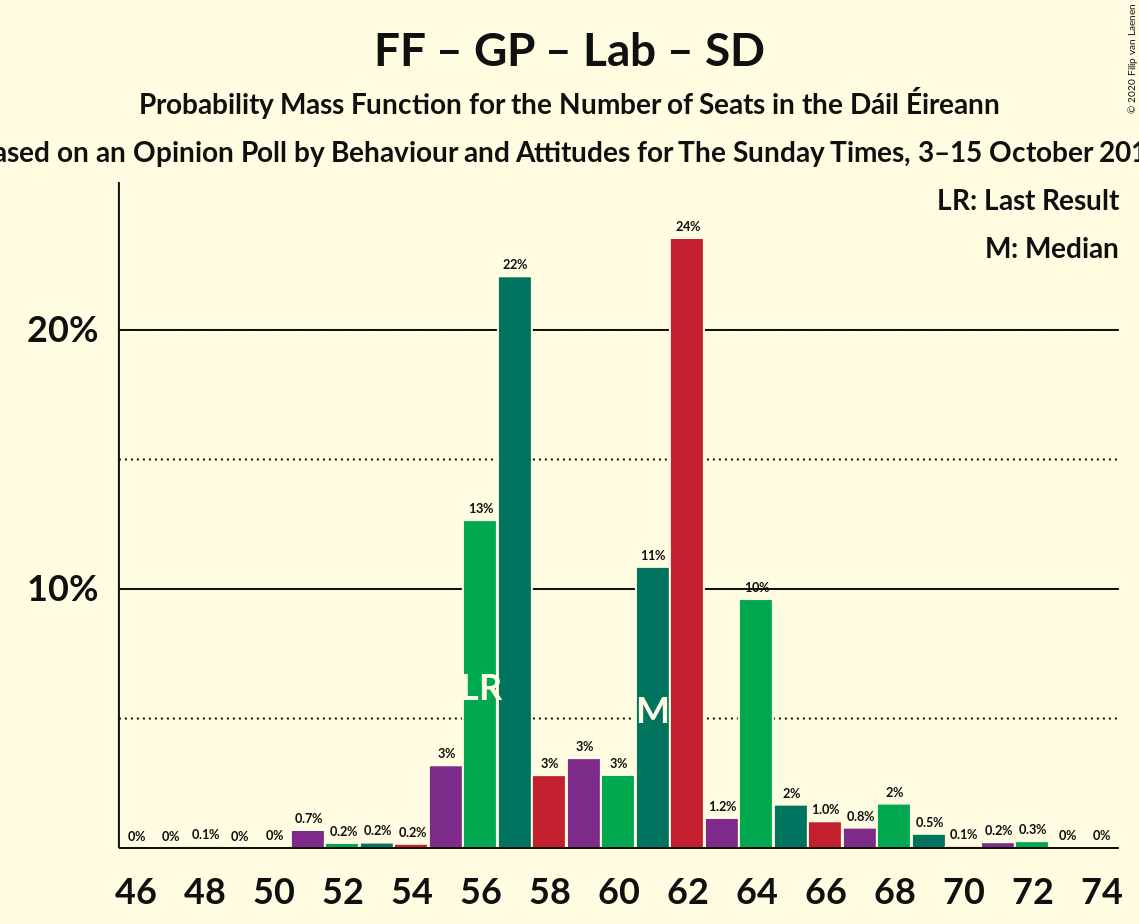 FF – GP – Lab – SD
Probability Mass Function for the Number of Seats in the Dáil Éireann
on an Opinion Poll by Behaviour and Attitudes for The Sunday Times, 3–15 October
© 2020 Filip van Laenen
LR: Last Result
M: Median
20%
10%
0% 0% 0.1% 0% 0% 0.7% 0.2% 0.2% 0.2% 3% 13% 22% 3% 3% 3% 11% 24% 1.2% 10% 2% 1.0% 0.8% 2% 0.5% 0.1% 0.2% 0.3% 0% 0%
LR
M
46 48 50 52 54 56 58 60 62 64 66 68 70 72 74